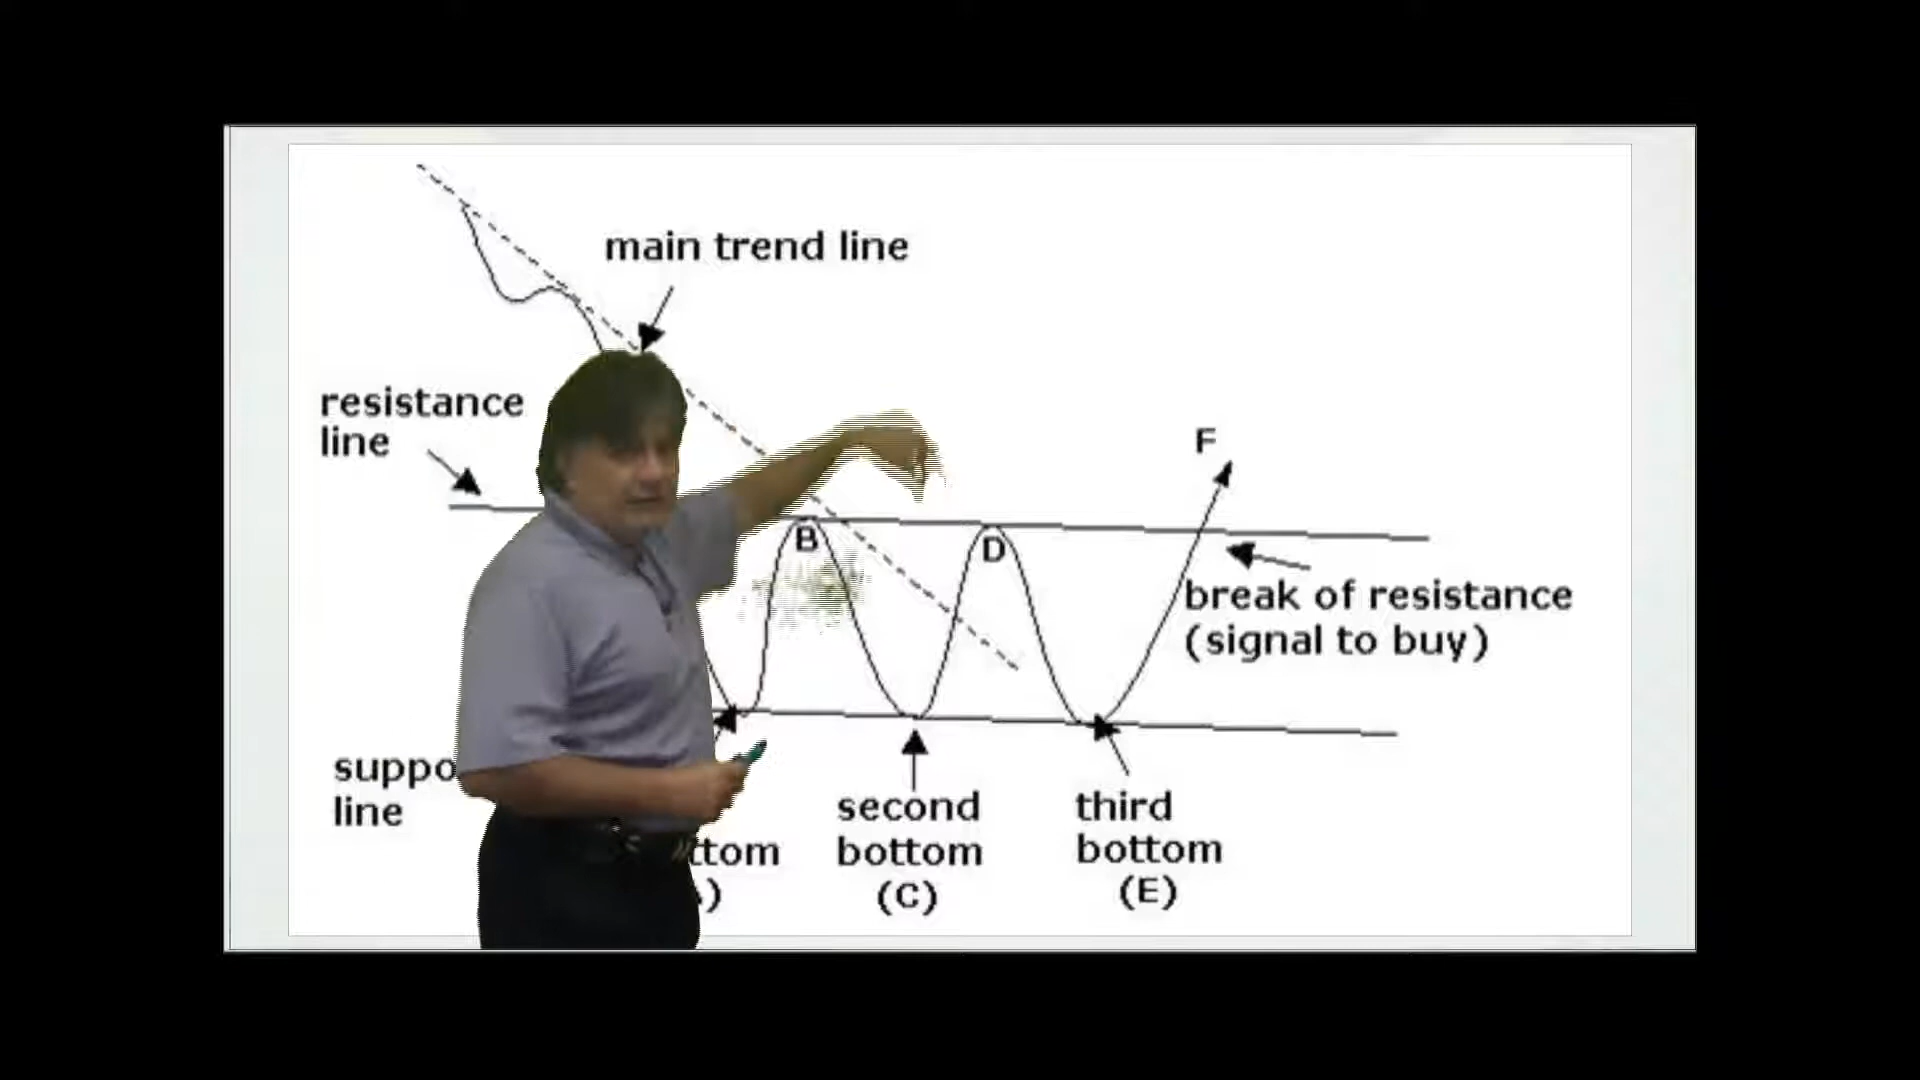 main trend line
resistance
line
F
B
D
break of resistance
(signal to buy)
suppo
line
ttom
)
second
bottom
(C)
third
bottom
(E)